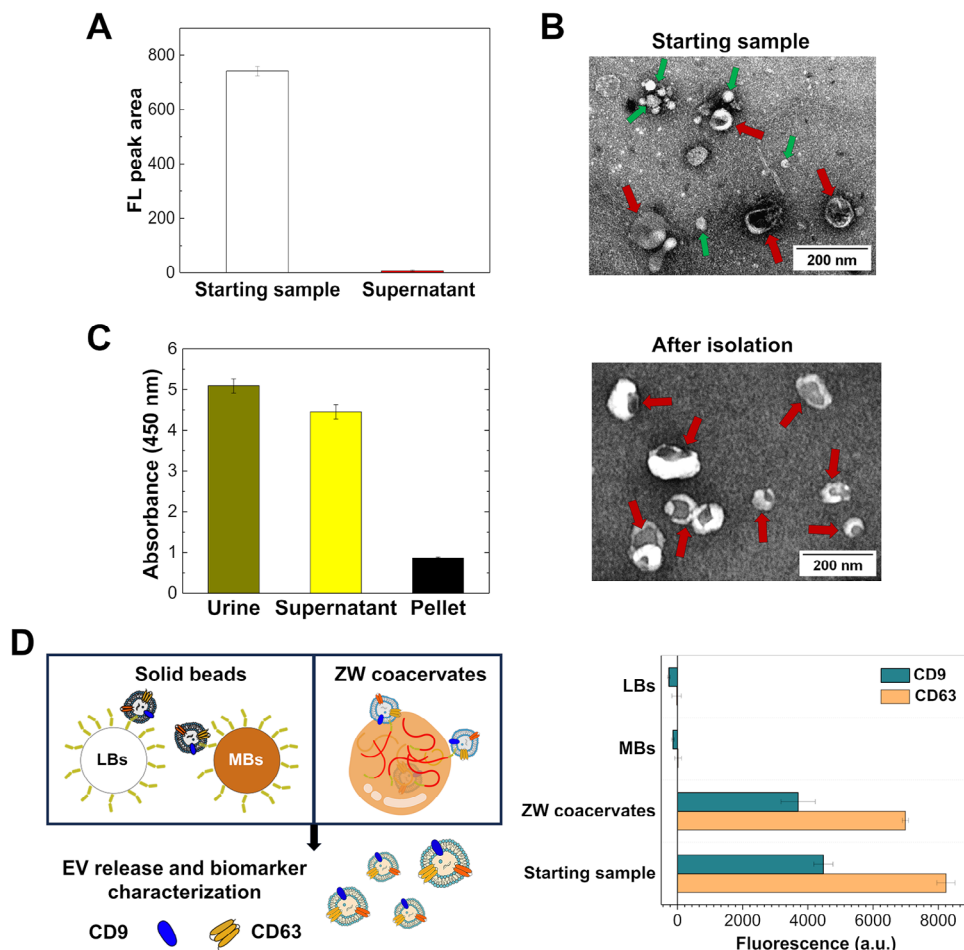 A
FL peak area
800
600
400
200
0
Starting sample
Supernatant
B
Starting sample
200 nm
After isolation
200 nm
C
Absorbance (450 nm)
6
5
4
3
2
1
0
Urine
Supernatant
Pellet
D
Solid beads
ZW coacervates
LBs
MBs
EV release and biomarker
characterization
CD9
CD63
CD9
CD63
LBs
MBs
ZW coacervates
Starting sample
0
2000
4000
6000
8000
Fluorescence (a.u.)